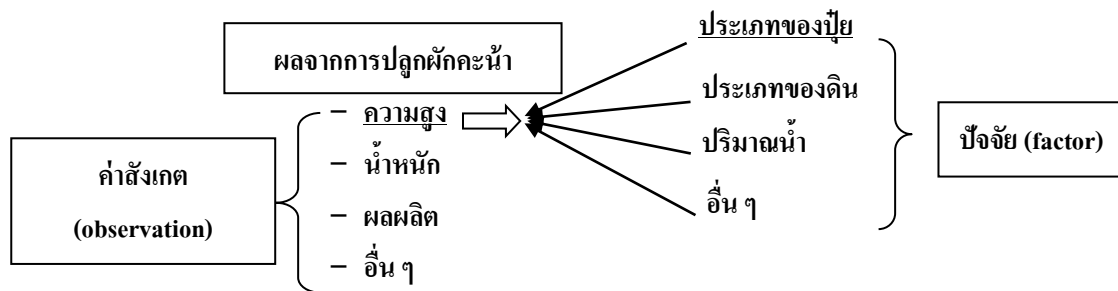 ผลจากการปลูกผักคะน้า
ค่าสังเกต
(observation)
– ความสูง
– น้ำหนัก
– ผลผลิต
– อื่น ๆ
ประเภทของปุ๋ย
ประเภทของดิน
ปริมาณน้ำ
อื่น ๆ
ปัจจัย (factor)